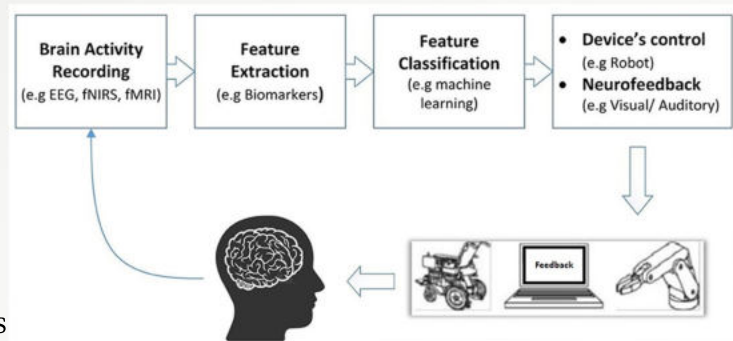 Brain Activity
Recording
(e.g EEG, fNIRS, fMRI)
Feature
Extraction
(e.g Biomarkers)
Feature
Classification
(e.g machine
learning)
• Device's control
(e.g Robot)
• Neurofeedback
(e.g Visual/ Auditory)
Feedback
s